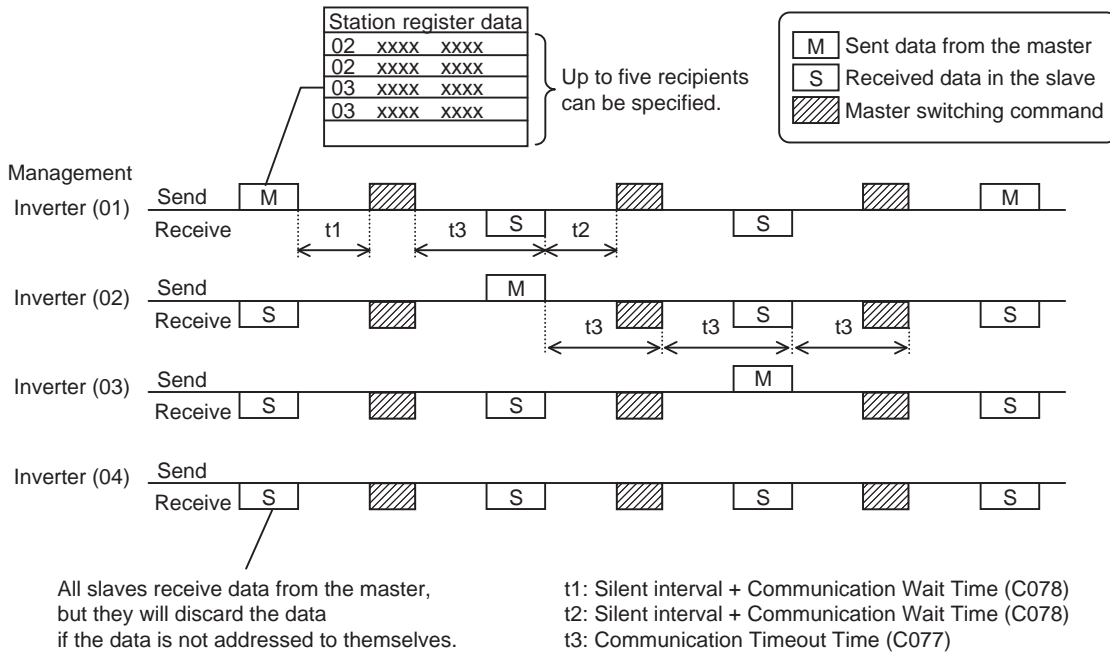 Station register data
02 xxxx xxxx
02 xxxx xxxx
03 xxxx xxxx
03 xxxx xxxx
Up to five recipients
can be specified.
M Sent data from the master
S Received data in the slave
Master switching command
Management
Inverter (01)
Send
Receive
M
M
t1
t3
S
t2
S
Inverter (02)
Send
Receive
M
S
S
S
t3
t3
t3
Inverter (03)
Send
Receive
M
S
S
S
Inverter (04)
Send
Receive
S
S
S
S
All slaves receive data from the master,
but they will discard the data
if the data is not addressed to themselves.
t1: Silent interval + Communication Wait Time (C078)
t2: Silent interval + Communication Wait Time (C078)
t3: Communication Timeout Time (C077)